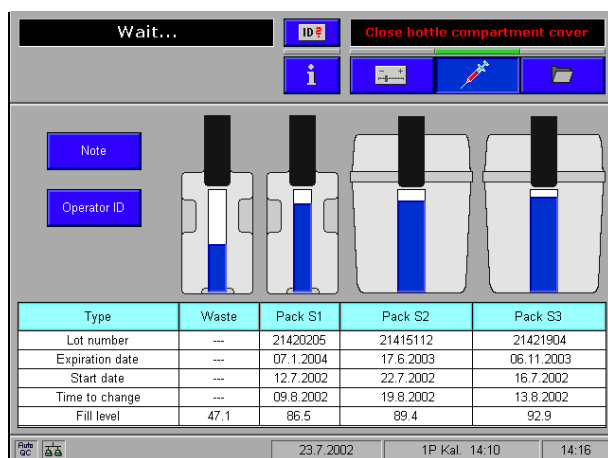 Wait...
ID?
Close bottle compartment cover
i
- +
Note
Operator ID
Type Waste Pack S1 Pack S2 Pack S3
Lot number --- 21420205 21415112 21421904
Expiration date --- 07.1.2004 17.6.2003 06.11.2003
Start date --- 12.7.2002 22.7.2002 16.7.2002
Time to change --- 09.8.2002 19.8.2002 13.8.2002
Fill level 47.1 86.5 89.4 92.9
Auto QC 23.7.2002 1P Kal. 14:10 14:16